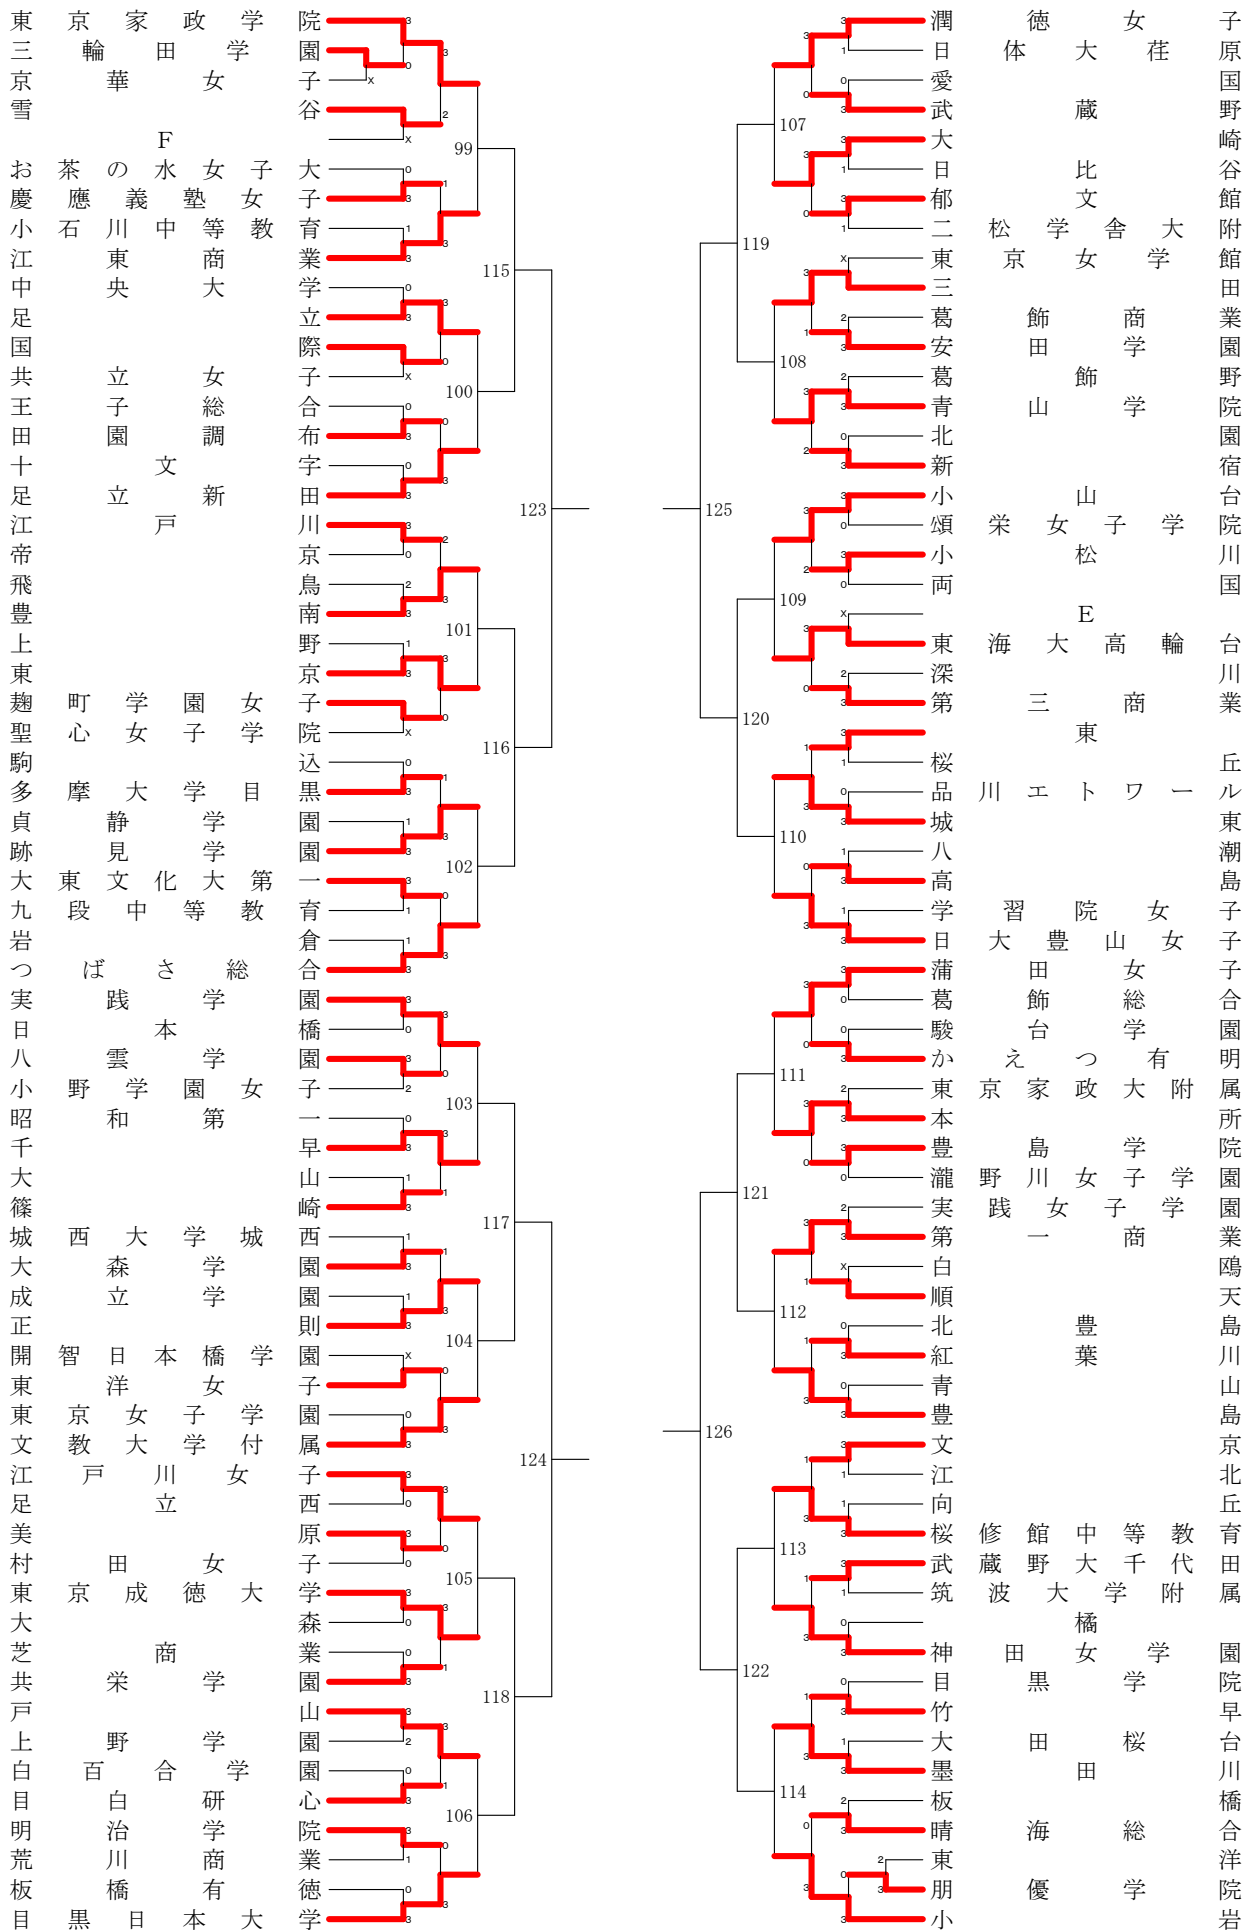 東京家政学院
三輪田学園
京華女子
雪谷
F
お茶の水女子大
慶應義塾女子
小石川中等教育
江東商業
中央大学
足立
国際
共立女子
王子総合
田園調布
十文字
足立新田
江戸川
帝京
飛鳥
豊南
上野
東京
麹町学園女子
聖心女子学院
駒込
多摩大学目黒
貞静学園
跡見学園
大東文化大第一
九段中等教育
岩倉
つばさ総合
実践学園
日本橋
八雲学園
小野学園女子
昭和第一
千早
大山
篠崎
城西大学城西
大森学園
成立学園
正則
開智日本橋学園
東洋女子
東京女子学園
文教大学付属
江戸川女子
足立西
美原
村田女子
東京成徳大学
大森
芝商業
共栄学園
戸山
上野学園
白百合学園
目白研心
明治学院
荒川商業
板橋有徳
目黒日本大学
99
100
101
102
103
104
105
106
115
116
117
118
123
124
125
126
119
120
121
122
107
108
109
110
111
112
113
114
潤徳女子
日体大荏原
愛国
武蔵野
大崎
日比谷
郁文館
二松学舎大附
東京女学館
三田
葛飾商業
安田学園
葛飾野
青山学院
北園
新宿
小山台
頌栄女子学院
小松川
両国
E
東海大高輪台
深川
第三商業
東
桜丘
品川エトワール
城東
八潮
高島
学習院女子
日大豊山女子
蒲田女子
葛飾総合
駿台学園
かえつ有明
東京家政大附属
本所
豊島学院
瀧野川女子学園
実践女子学園
第一商業
白鴎
順天
北豊島
紅葉川
青山
豊島
文京
江北
向丘
桜修館中等教育
武蔵野大千代田
筑波大学附属
橘
神田女学園
目黒学院
竹早
大田桜台
墨田川
板橋
晴海総合
東洋
朋優学院
小岩